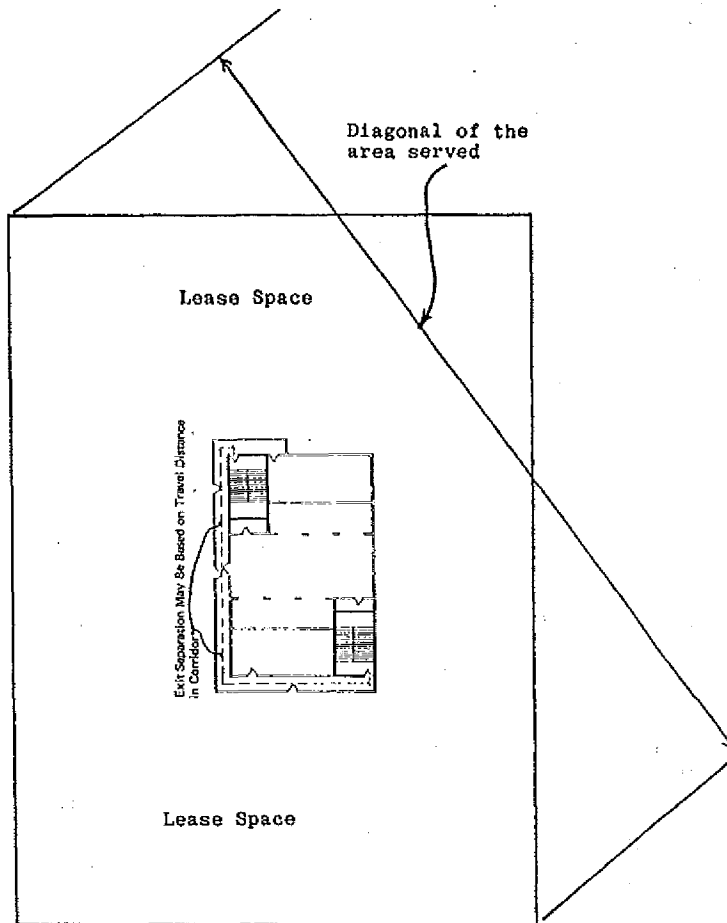 Diagonal of the
area served
Lease Space
Exit Separation May Be Based on Travel Distance
in Corridor
Lease Space